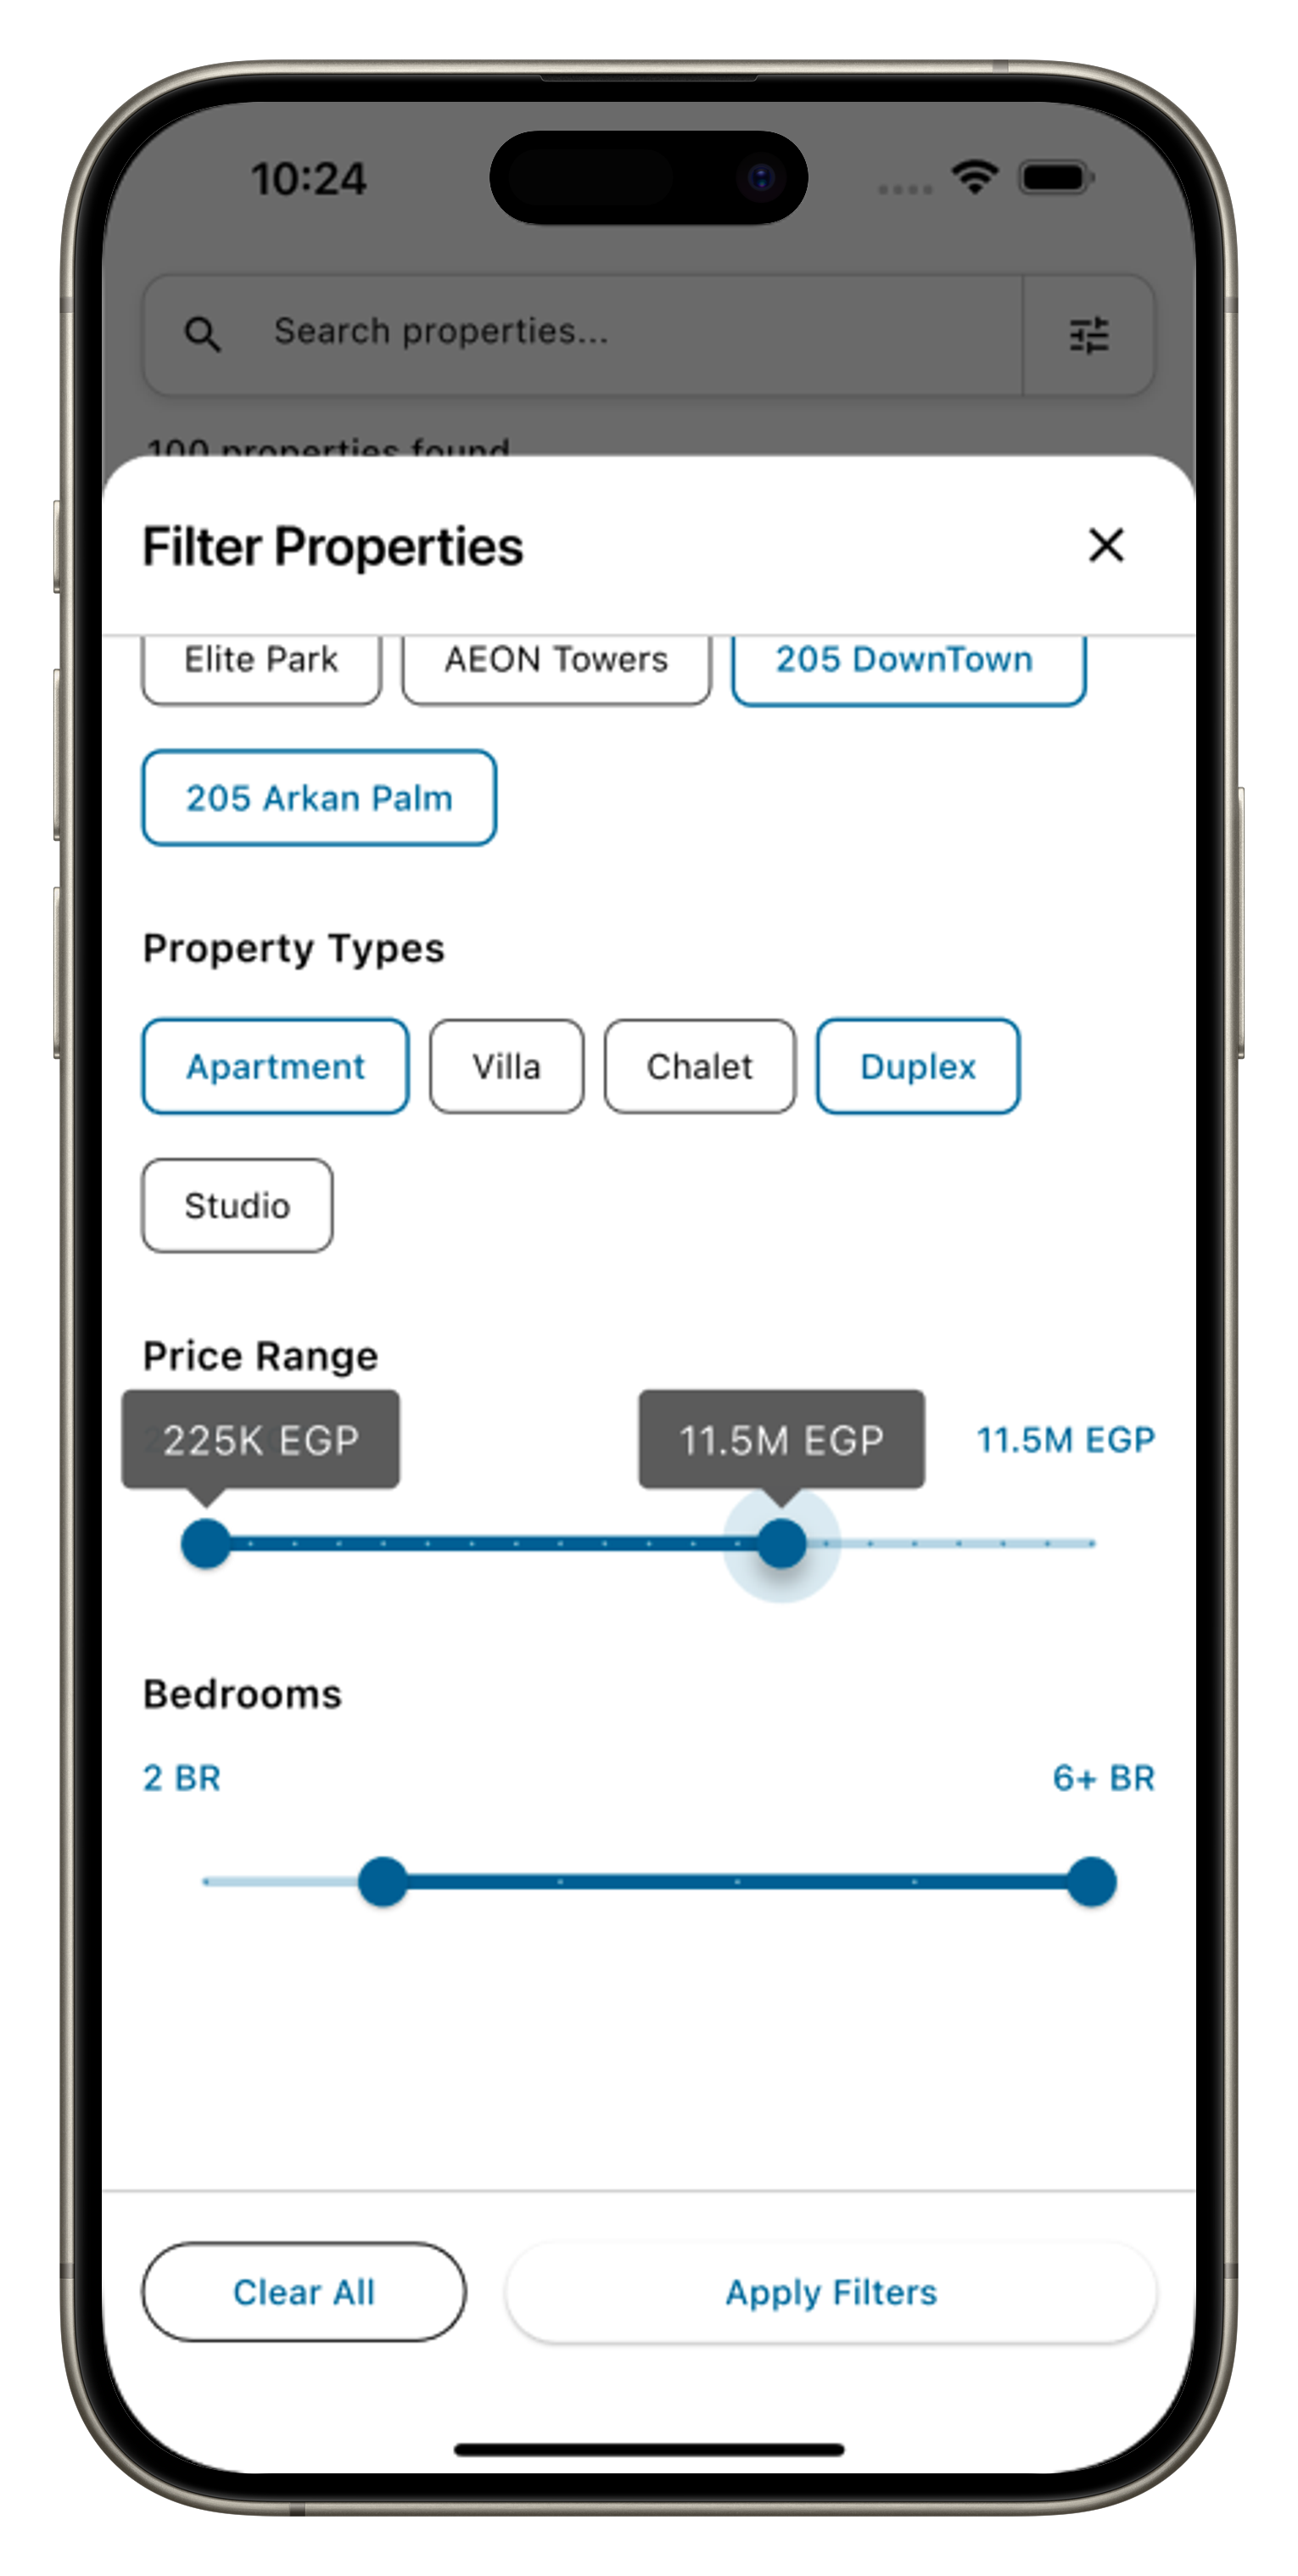 10:24
Search properties...
100 properties found
Filter Properties
Elite Park AEON Towers 205 DownTown
205 Arkan Palm
Property Types
Apartment Villa Chalet Duplex
Studio
Price Range
225K EGP 11.5M EGP 11.5M EGP
Bedrooms
2 BR 6+ BR
Clear All Apply Filters